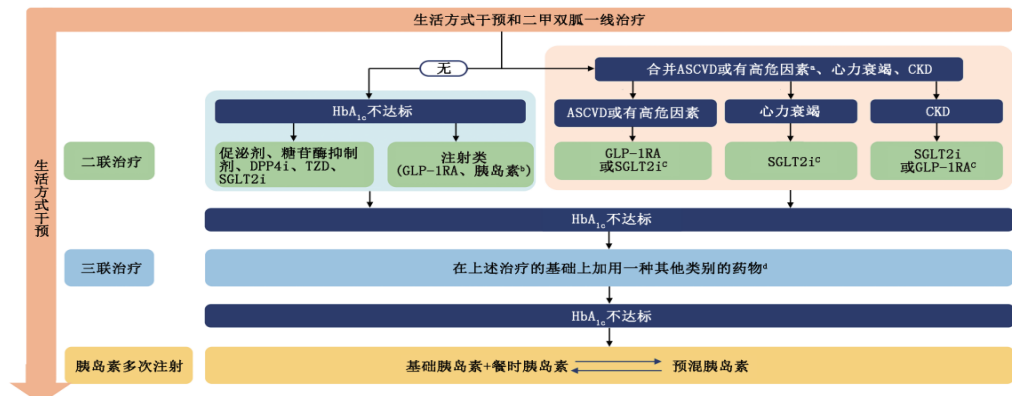 生活方式干预和二甲双胍一线治疗
无
合并ASCVD或有高危因素ᵃ、心力衰竭、CKD
HbA₁c不达标
ASCVD或有高危因素
心力衰竭
CKD
生活方式干预
二联治疗
促泌剂、糖苷酶抑制
剂、DPP4i、TZD、
SGLT2i
注射类
(GLP-1RA、胰岛素ᵇ)
GLP-1RA
或SGLT2iᶜ
SGLT2iᶜ
SGLT2i
或GLP-1RAᶜ
HbA₁c不达标
三联治疗
在上述治疗的基础上加用一种其他类别的药物ᵈ
HbA₁c不达标
胰岛素多次注射
基础胰岛素+餐时胰岛素
预混胰岛素